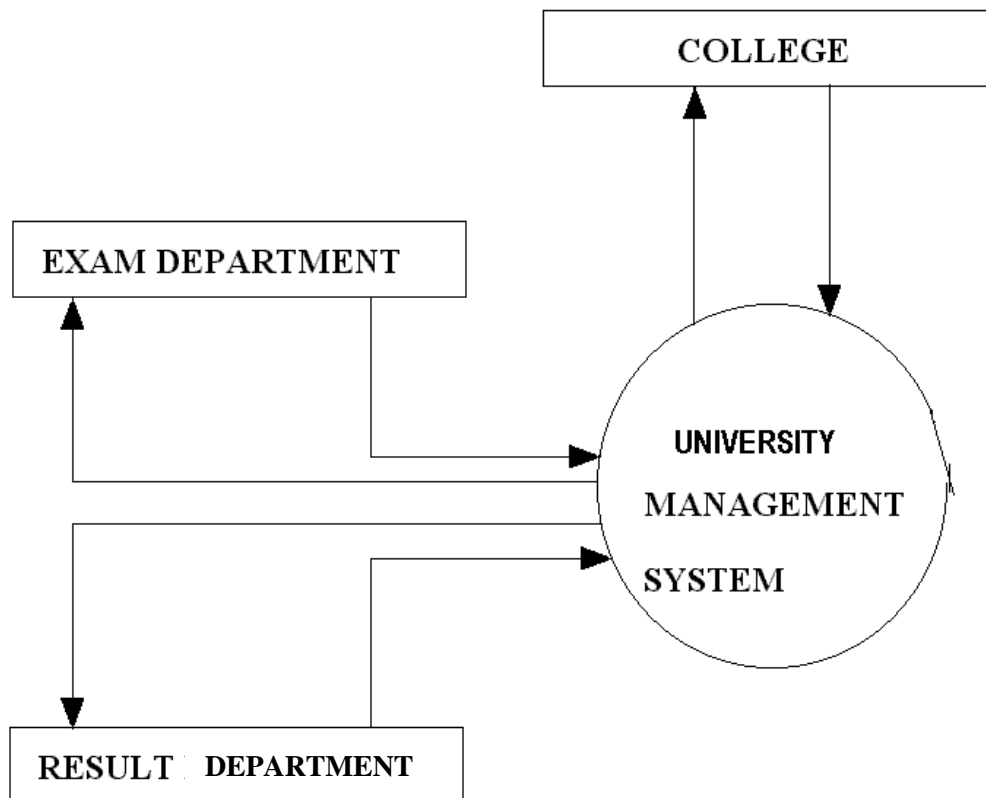 COLLEGE
EXAM DEPARTMENT
UNIVERSITY
MANAGEMENT
SYSTEM
RESULT DEPARTMENT